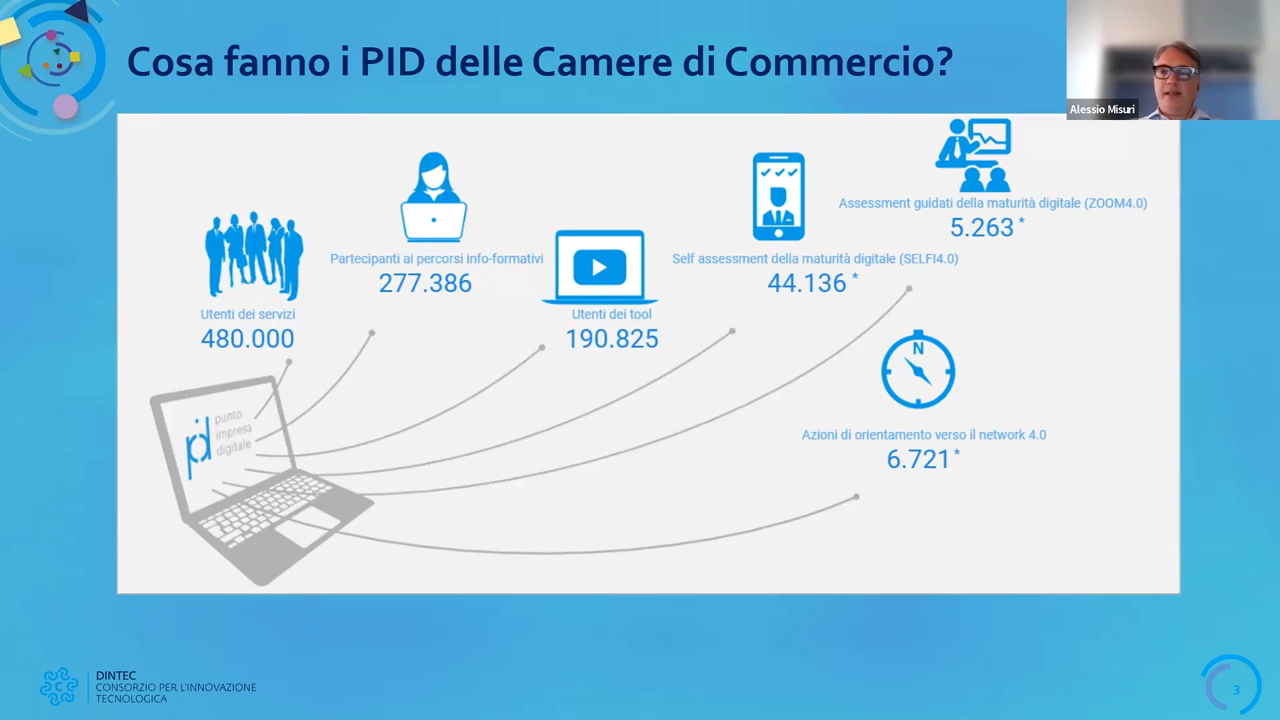 Cosa fanno i PID delle Camere di Commercio?
Alessio Misuri
Assessment guidati della maturità digitale (ZOOM4.0)
5.263 *
Partecipanti ai percorsi info-formativi
277.386
Self assessment della maturità digitale (SELFI4.0)
44.136 *
Utenti dei servizi
480.000
Utenti dei tool
190.825
N
Azioni di orientamento verso il network 4.0
6.721 *
pid
punto
impresa
digitale
DINTEC
CONSORZIO PER L'INNOVAZIONE
TECNOLOGICA
3